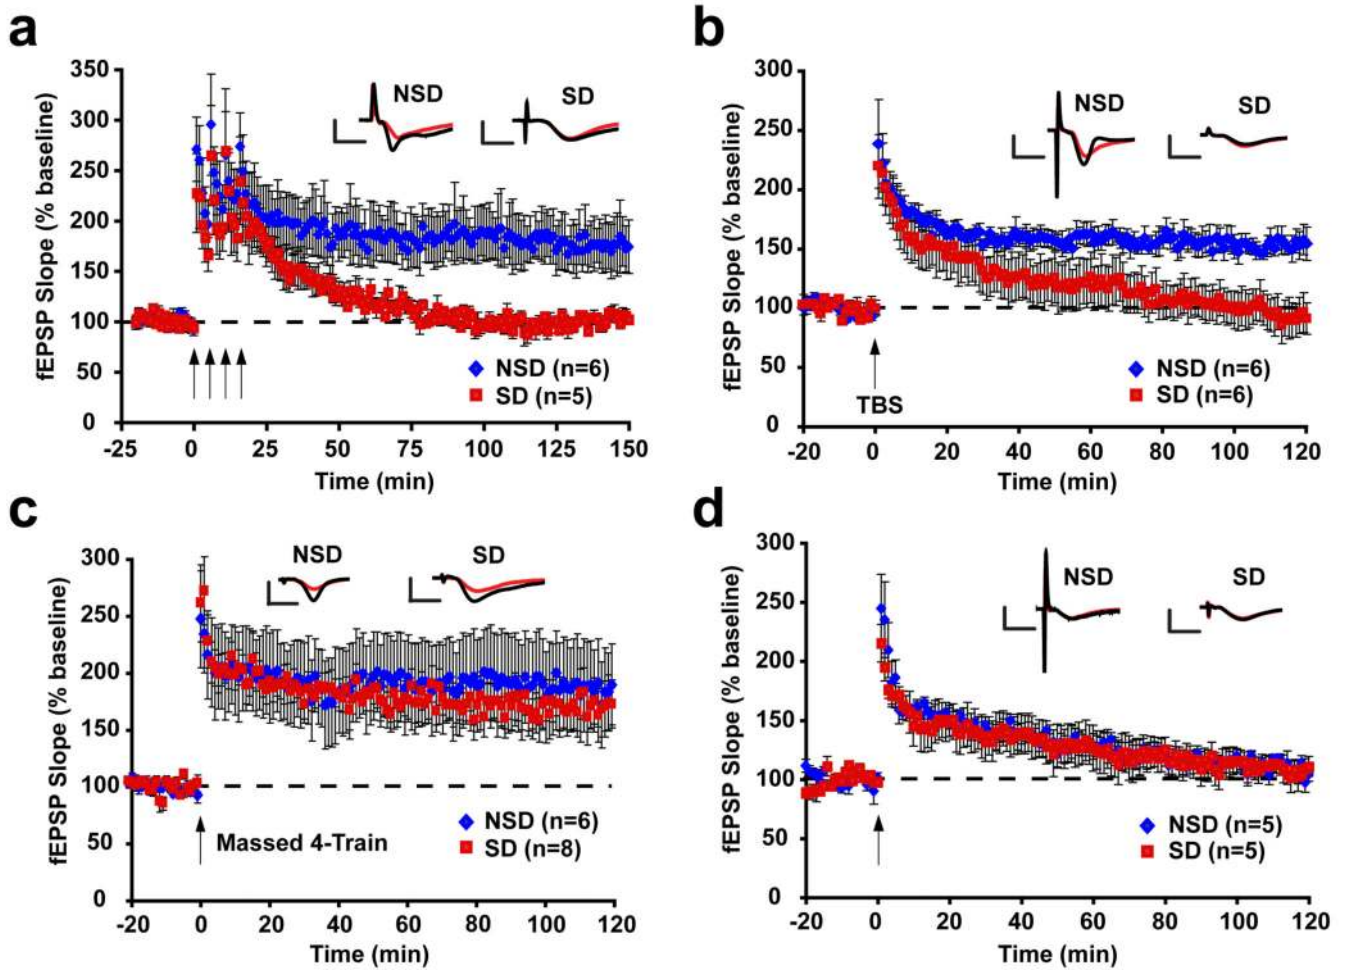 a
350
300
250
200
150
100
50
0
fEPSP Slope (% baseline)
NSD
SD
NSD (n=6)
SD (n=5)
-25 0 25 50 75 100 125 150
Time (min)
b
300
250
200
150
100
50
0
fEPSP Slope (% baseline)
NSD
SD
TBS
NSD (n=6)
SD (n=6)
-20 0 20 40 60 80 100 120
Time (min)
c
300
250
200
150
100
50
0
fEPSP Slope (% baseline)
NSD
SD
Massed 4-Train
NSD (n=6)
SD (n=8)
-20 0 20 40 60 80 100 120
Time (min)
d
300
250
200
150
100
50
0
fEPSP Slope (% baseline)
NSD
SD
NSD (n=5)
SD (n=5)
-20 0 20 40 60 80 100 120
Time (min)